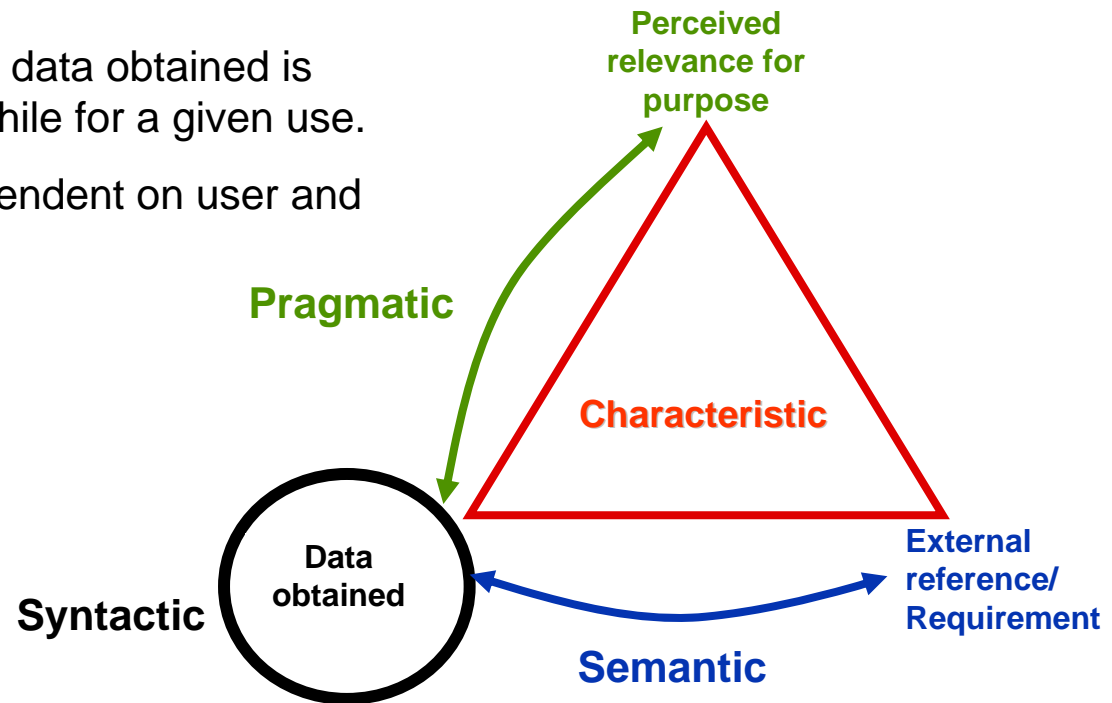 data obtained is
hile for a given use.
endent on user and
Perceived
relevance for
purpose
Pragmatic
Characteristic
Data
obtained
Syntactic
External
reference/
Requirement
Semantic